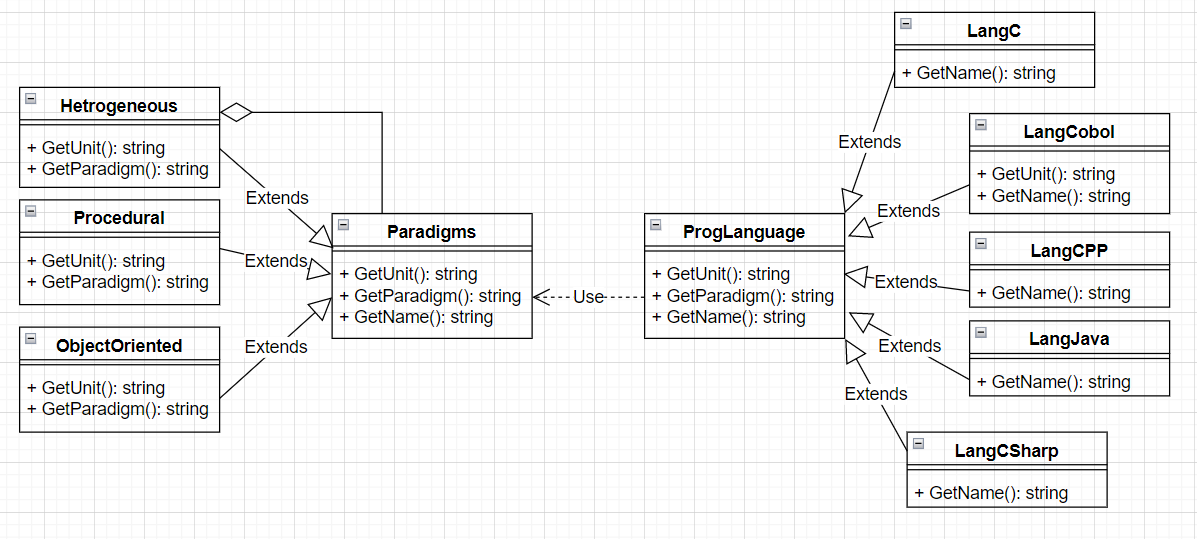 Hetrogeneous
+ GetUnit(): string
+ GetParadigm(): string
Extends
Procedural
+ GetUnit(): string
+ GetParadigm(): string
Extends
ObjectOriented
+ GetUnit(): string
+ GetParadigm(): string
Extends
Paradigms
+ GetUnit(): string
+ GetParadigm(): string
+ GetName(): string
Use
ProgLanguage
+ GetUnit(): string
+ GetParadigm(): string
+ GetName(): string
LangC
+ GetName(): string
Extends
LangCobol
+ GetUnit(): string
+ GetName(): string
Extends
LangCPP
+ GetName(): string
Extends
LangJava
+ GetName(): string
Extends
LangCSharp
+ GetName(): string
Extends